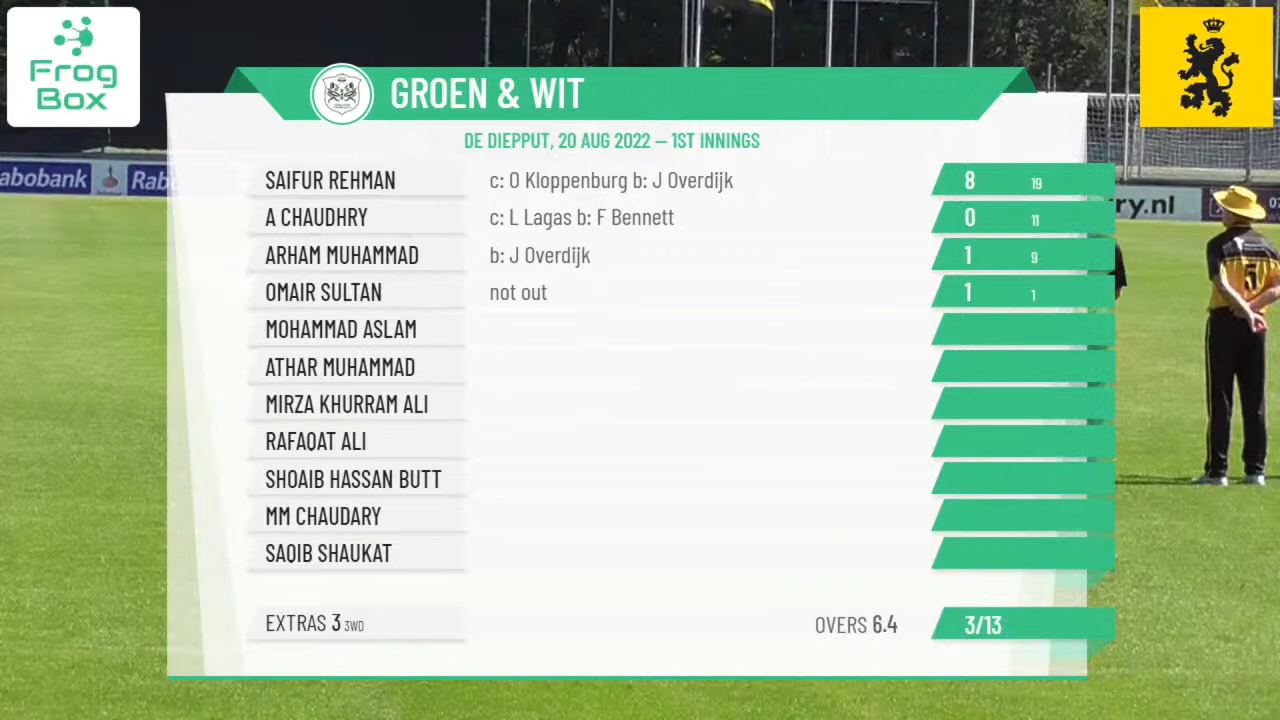 Frog
Box
GROEN & WIT
DE DIEPPUT, 20 AUG 2022 – 1ST INNINGS
abobank
Rab
ry.nl
07
5
SAIFUR REHMAN c: O Kloppenburg b: J Overdijk 8 19
A CHAUDHRY c: L Lagas b: F Bennett 0 11
ARHAM MUHAMMAD b: J Overdijk 1 9
OMAIR SULTAN not out 1 1
MOHAMMAD ASLAM
ATHAR MUHAMMAD
MIRZA KHURRAM ALI
RAFAQAT ALI
SHOAIB HASSAN BUTT
MM CHAUDARY
SAQIB SHAUKAT
EXTRAS 3 3WD OVERS 6.4 3/13